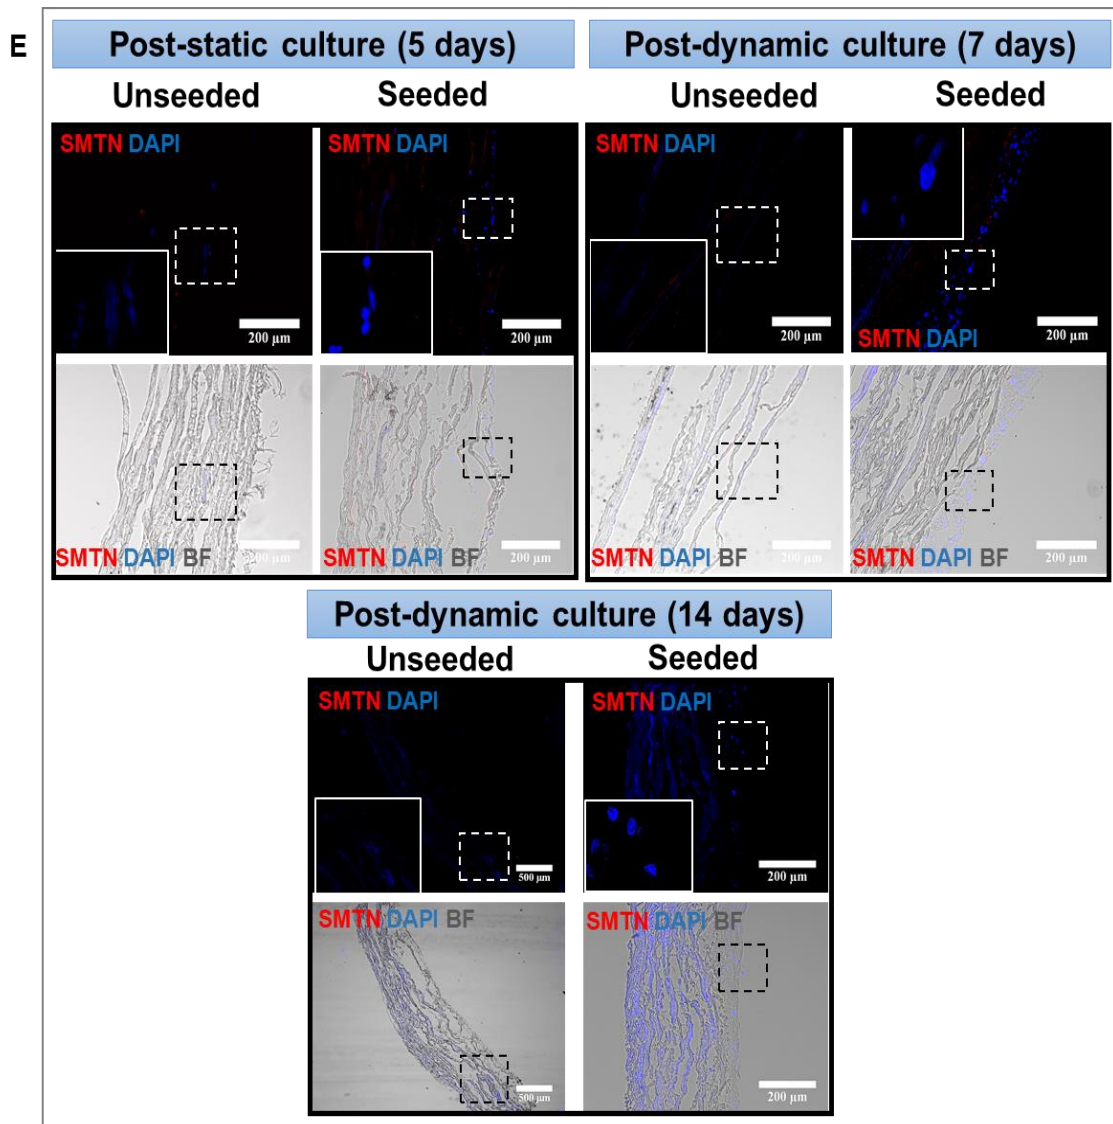 E
Post-static culture (5 days)
Post-dynamic culture (7 days)
Unseeded
Seeded
Unseeded
Seeded
SMTN DAPI
SMTN DAPI
SMTN DAPI
200 µm
200 µm
200 µm
200 µm
SMTN DAPI
SMTN DAPI BF
200 µm
SMTN DAPI BF
200 µm
SMTN DAPI BF
200 µm
SMTN DAPI BF
200 µm
Post-dynamic culture (14 days)
Unseeded
Seeded
SMTN DAPI
SMTN DAPI
500 µm
200 µm
SMTN DAPI BF
SMTN DAPI BF
500 µm
200 µm